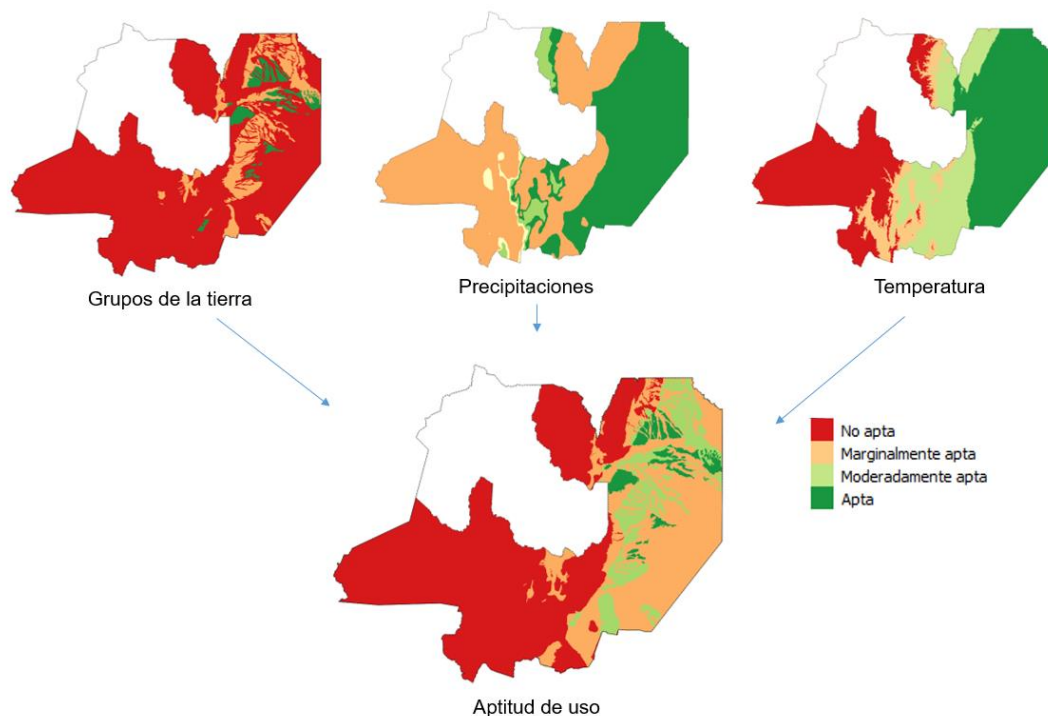 Grupos de la tierra
Precipitaciones
Temperatura
No apta
Marginalmente apta
Moderadamente apta
Apta
Aptitud de uso